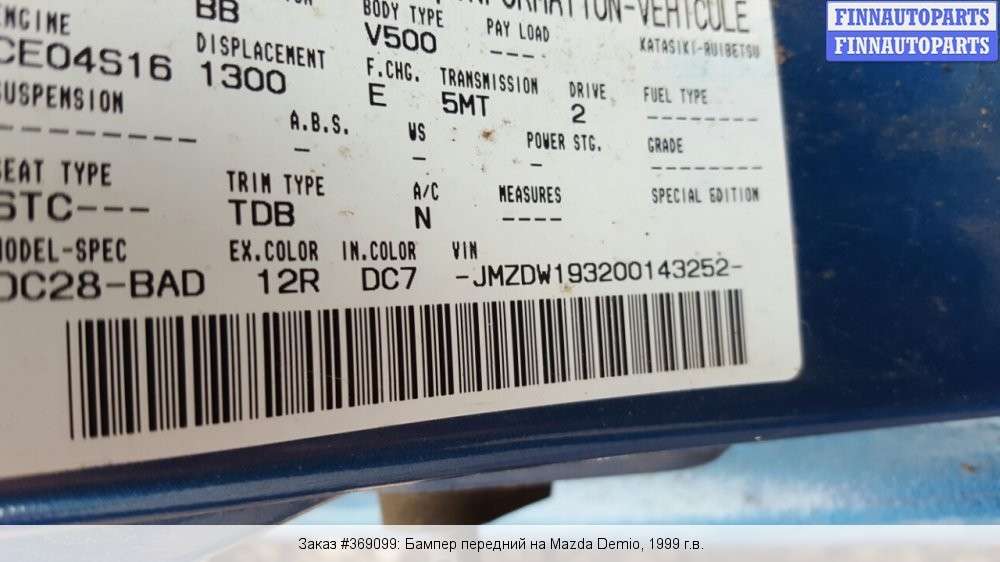 INFORMATION-VEHICULE
ENGINE BB BODY TYPE PAY LOAD KATASIKI-RUIBETSU
CE04S16 DISPLACEMENT V500 ---
1300 F.CHG. TRANSMISSION DRIVE FUEL TYPE
SUSPENSION E 5MT 2 --------
--------- A.B.S. WS POWER STG. GRADE
- - - --------
SEAT TYPE TRIM TYPE A/C MEASURES SPECIAL EDITION
STC--- TDB N ----
MODEL-SPEC EX.COLOR IN.COLOR VIN
DC28-BAD 12R DC7 -JMZDW193200143252-
FINNAUTOPARTS
FINNAUTOPARTS
Заказ #369099: Бампер передний на Mazda Demio, 1999 г.в.